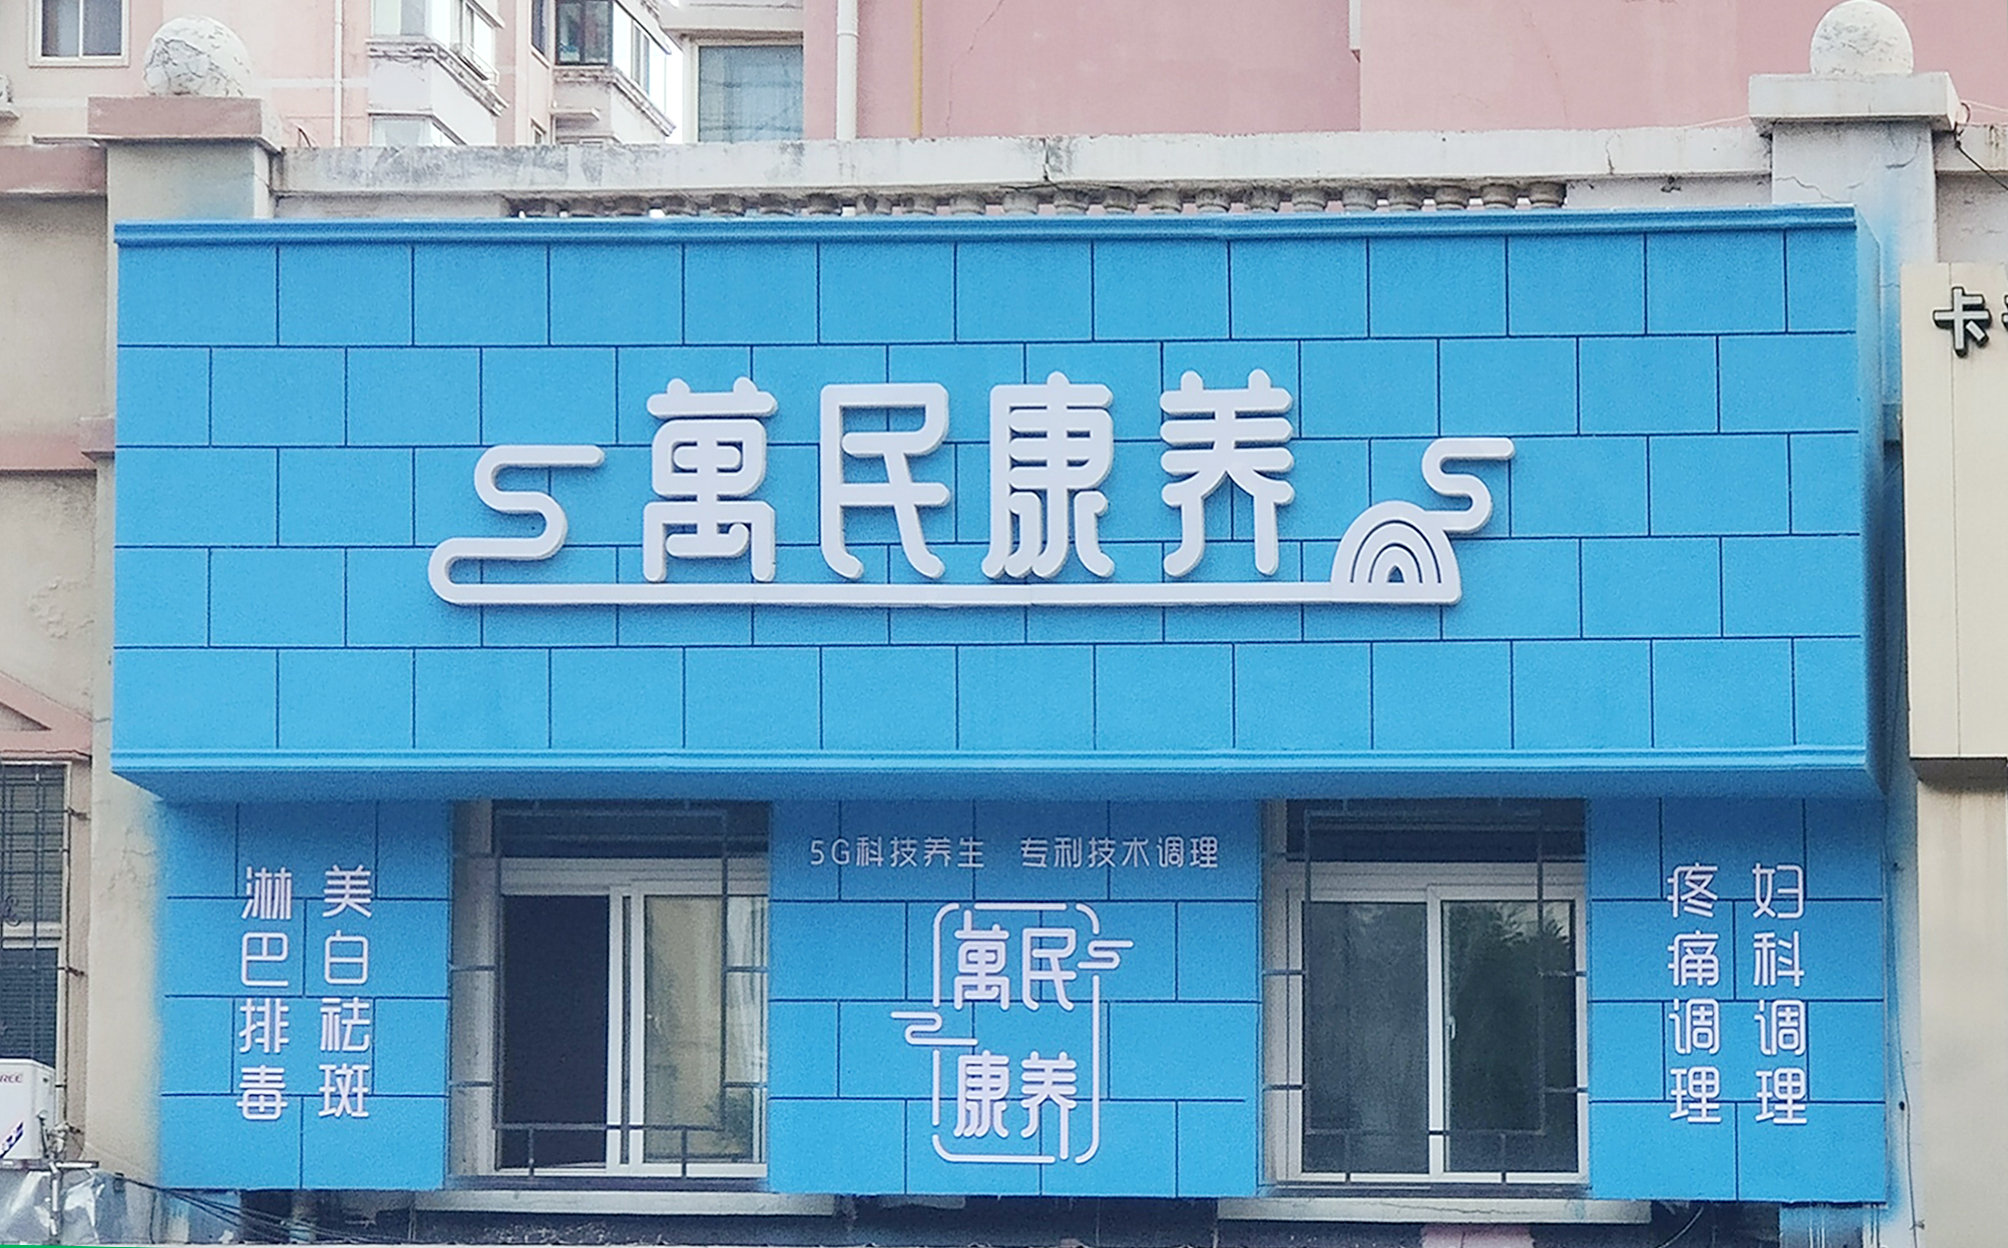 萬民康养
卡
5G科技养生 专利技术调理
美白祛斑
淋巴排毒
萬民
康养
妇科调理
疼痛调理